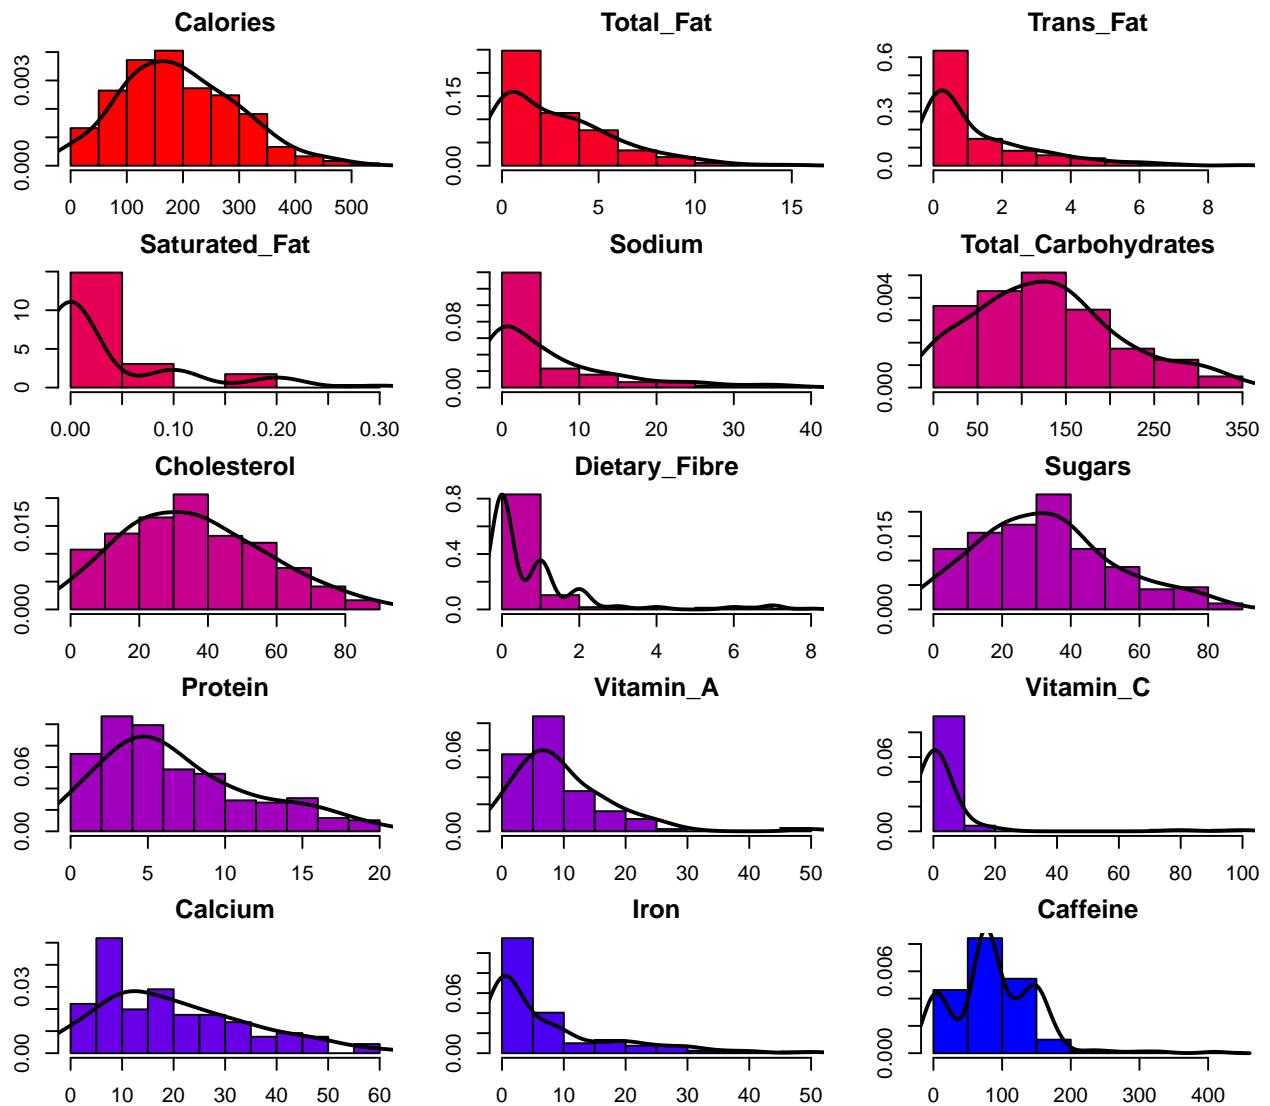 Calories Total_Fat Trans_Fat
0.000 0.003 0.00 0.15 0.0 0.3 0.6
0 100 200 300 400 500 0 5 10 15 0 2 4 6 8
Saturated_Fat Sodium Total_Carbohydrates
0 5 10 0.00 0.08 0.000 0.004
0.00 0.10 0.20 0.30 0 10 20 30 40 0 50 150 250 350
Cholesterol Dietary_Fibre Sugars
0.000 0.015 0.0 0.4 0.8 0.000 0.015
0 20 40 60 80 0 2 4 6 8 0 20 40 60 80
Protein Vitamin_A Vitamin_C
0.00 0.06 0.00 0.06 0.00 0.06
0 5 10 15 20 0 10 20 30 40 50 0 20 40 60 80 100
Calcium Iron Caffeine
0.00 0.03 0.00 0.06 0.000 0.006
0 10 20 30 40 50 60 0 10 20 30 40 50 0 100 200 300 400